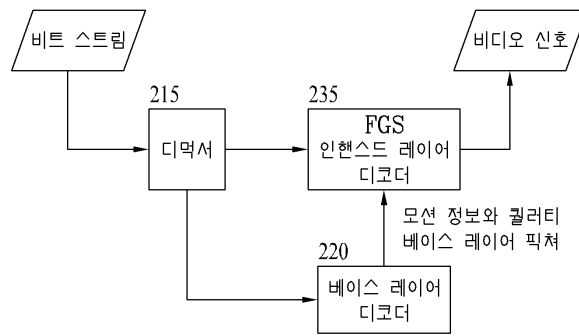 비트 스트림
비디오 신호
215
디먹서
235
FGS
인핸스드 레이어
디코더
모션 정보와 퀄러티
베이스 레이어 픽쳐
220
베이스 레이어
디코더